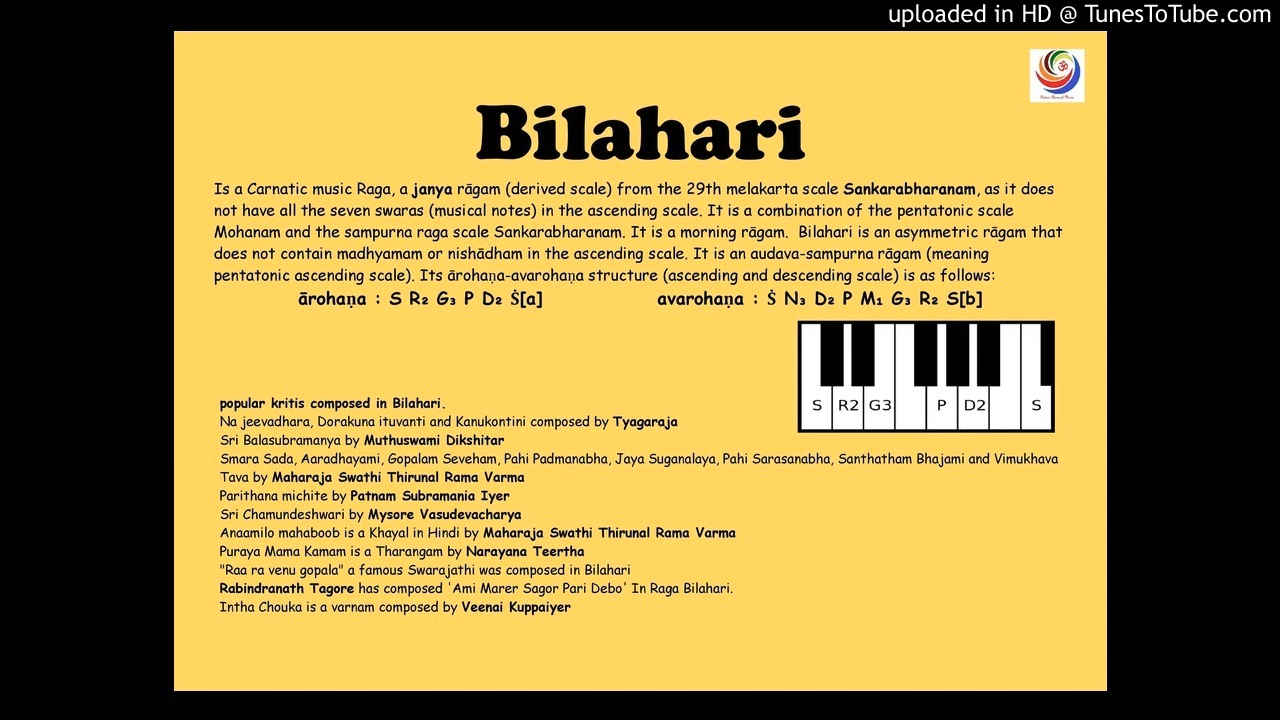 uploaded in HD @ TunesToTube.com
Bilahari
Is a Carnatic music Raga, a janya rāgam (derived scale) from the 29th melakarta scale Sankarabharanam, as it does
not have all the seven swaras (musical notes) in the ascending scale. It is a combination of the pentatonic scale
Mohanam and the sampurna raga scale Sankarabharanam. It is a morning rāgam.  Bilahari is an asymmetric rāgam that
does not contain madhyamam or nishādham in the ascending scale. It is an audava-sampurna rāgam (meaning
pentatonic ascending scale). Its ārohaṇa-avarohaṇa structure (ascending and descending scale) is as follows:
ārohaṇa : S R₂ G₃ P D₂ Ṡ[a] avarohaṇa : Ṡ N₃ D₂ P M₁ G₃ R₂ S[b]
S R2 G3 P D2 S
popular kritis composed in Bilahari.
Na jeevadhara, Dorakuna ituvanti and Kanukontini composed by Tyagaraja
Sri Balasubramanya by Muthuswami Dikshitar
Smara Sada, Aaradhayami, Gopalam Seveham, Pahi Padmanabha, Jaya Suganalaya, Pahi Sarasanabha, Santhatham Bhajami and Vimukhava
Tava by Maharaja Swathi Thirunal Rama Varma
Parithana michite by Patnam Subramania Iyer
Sri Chamundeshwari by Mysore Vasudevacharya
Anaamilo mahaboob is a Khayal in Hindi by Maharaja Swathi Thirunal Rama Varma
Puraya Mama Kamam is a Tharangam by Narayana Teertha
"Raa ra venu gopala" a famous Swarajathi was composed in Bilahari
Rabindranath Tagore has composed 'Ami Marer Sagor Pari Debo' In Raga Bilahari.
Intha Chouka is a varnam composed by Veenai Kuppaiyer